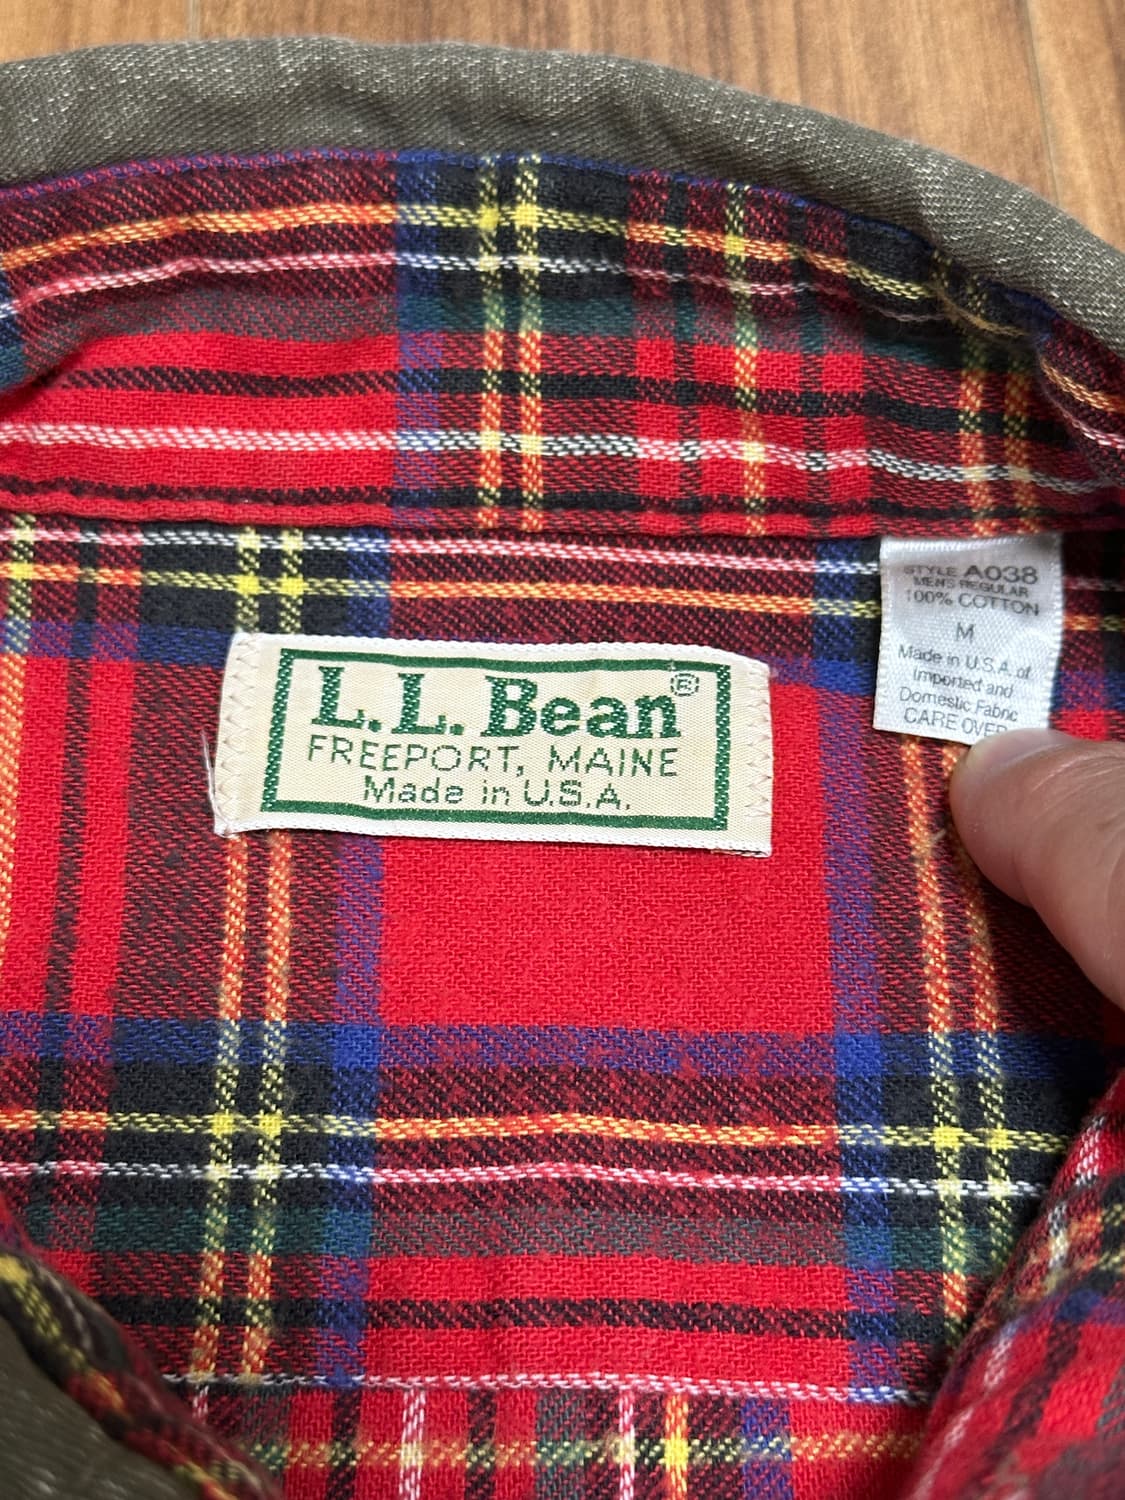 L.L.Bean®
FREEPORT, MAINE
Made in U.S.A.
STYLE A038
MEN'S REGULAR
100% COTTON
M
Made in U.S.A. of
Imported and
Domestic Fabric
CARE OVER